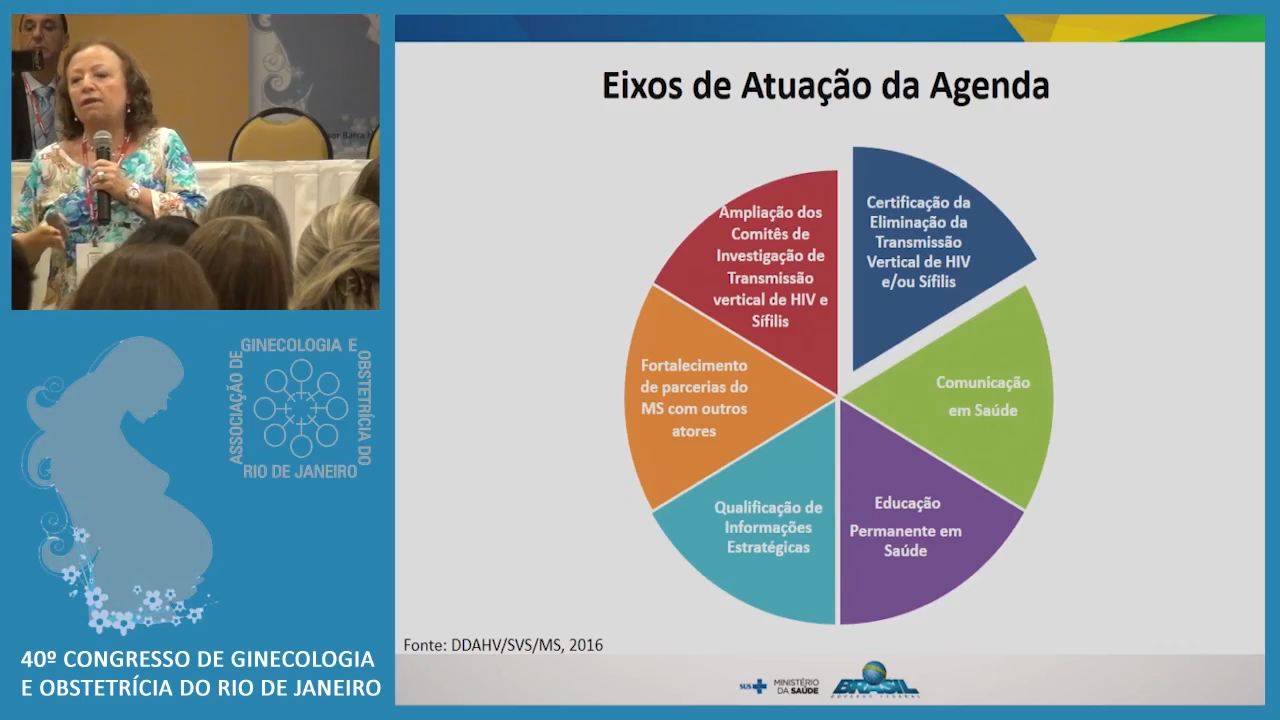 Eixos de Atuação da Agenda
Certificação da
Eliminação da
Transmissão
Vertical de HIV
e/ou Sífilis
Comunicação
em Saúde
Educação
Permanente em
Saúde
Qualificação de
Informações
Estratégicas
Fortalecimento
de parcerias do
MS com outros
atores
Ampliação dos
Comitês de
Investigação de
Transmissão
vertical de HIV e
Sífilis
Fonte: DDAHV/SVS/MS, 2016
SUS
MINISTÉRIO
DA SAÚDE
BRASIL
GOVERNO FEDERAL
ASSOCIAÇÃO DE
GINECOLOGIA E
OBSTETRÍCIA DO
RIO DE JANEIRO
40º CONGRESSO DE GINECOLOGIA
E OBSTETRÍCIA DO RIO DE JANEIRO